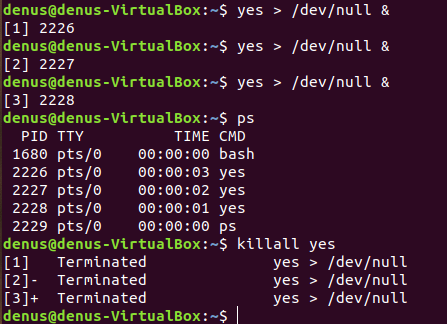 denus@denus-VirtualBox:~$ yes > /dev/null &
[1] 2226
denus@denus-VirtualBox:~$ yes > /dev/null &
[2] 2227
denus@denus-VirtualBox:~$ yes > /dev/null &
[3] 2228
denus@denus-VirtualBox:~$ ps
  PID TTY          TIME CMD
 1680 pts/0    00:00:00 bash
 2226 pts/0    00:00:03 yes
 2227 pts/0    00:00:02 yes
 2228 pts/0    00:00:01 yes
 2229 pts/0    00:00:00 ps
denus@denus-VirtualBox:~$ killall yes
[1]   Terminated              yes > /dev/null
[2]-  Terminated              yes > /dev/null
[3]+  Terminated              yes > /dev/null
denus@denus-VirtualBox:~$